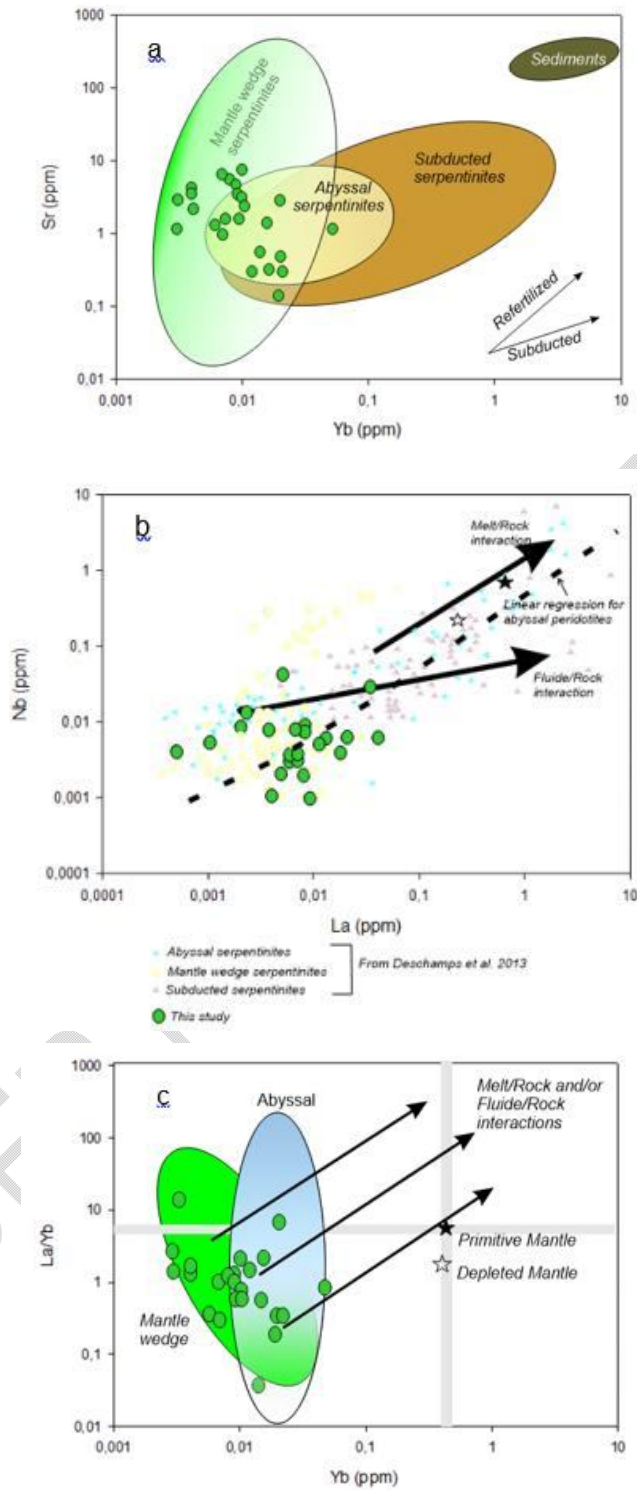 1000
a
100
10
1
0,1
0,01
Sr (ppm)
Mantle wedge
serpentinites
Sediments
Subducted
serpentinites
Abyssal
serpentinites
Refertilized
Subducted
0,001
0,01
0,1
1
10
Yb (ppm)
b
10
1
0,1
0,01
0,001
0,0001
Nb (ppm)
Melt/Rock
interaction
Linear regression for
abyssal peridotites
Fluide/Rock
interaction
0,0001
0,001
0,01
0,1
1
10
La (ppm)
Abyssal serpentinites
Mantle wedge serpentinites
Subducted serpentinites
From Deschamps et al. 2013
This study
1000
c
100
10
1
0,1
0,01
La/Yb
Abyssal
Melt/Rock and/or
Fluide/Rock
interactions
Primitive Mantle
Depleted Mantle
Mantle
wedge
0,001
0,01
0,1
1
10
Yb (ppm)